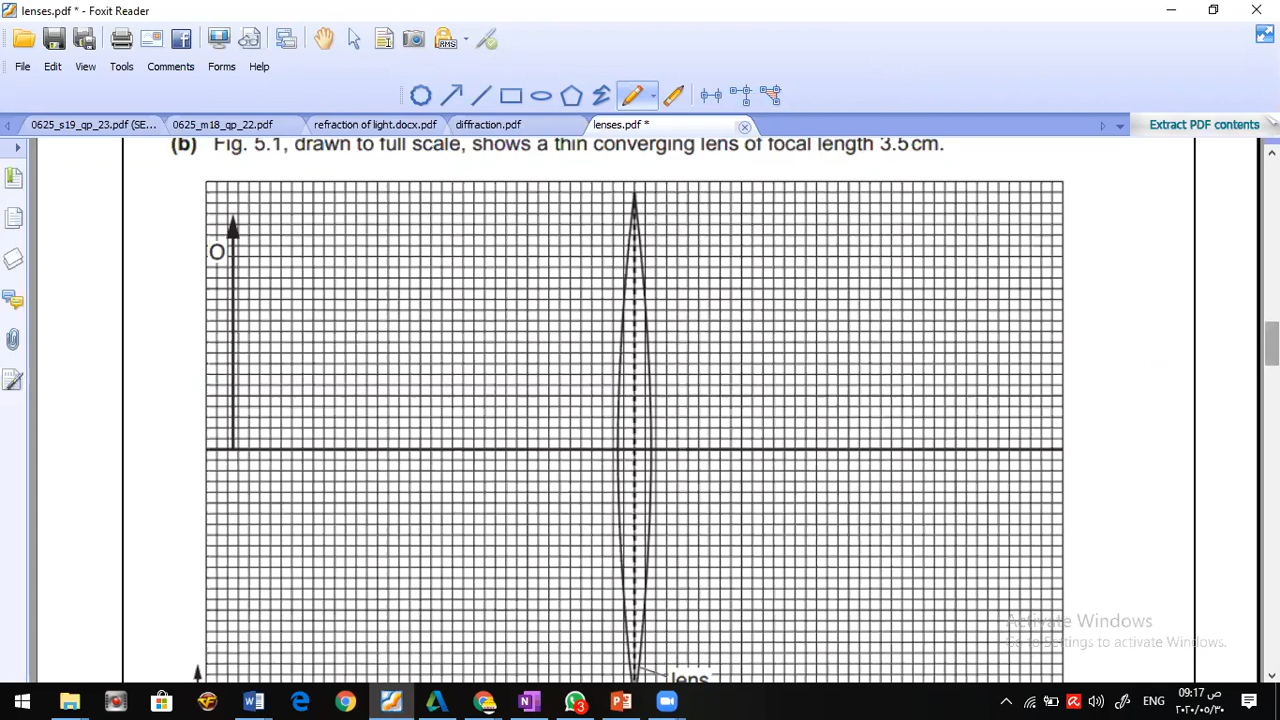 lenses.pdf * - Foxit Reader
File Edit View Tools Comments Forms Help
0625_s19_qp_23.pdf (SE... 0625_m18_qp_22.pdf refraction of light.docx.pdf diffraction.pdf lenses.pdf * Extract PDF contents
(b) Fig. 5.1, drawn to full scale, shows a thin converging lens of focal length 3.5 cm.
O
lens
Activate Windows
Go to Settings to activate Windows.
ENG 09:17 ص
٢٠٢٠/٠٥/٣٠